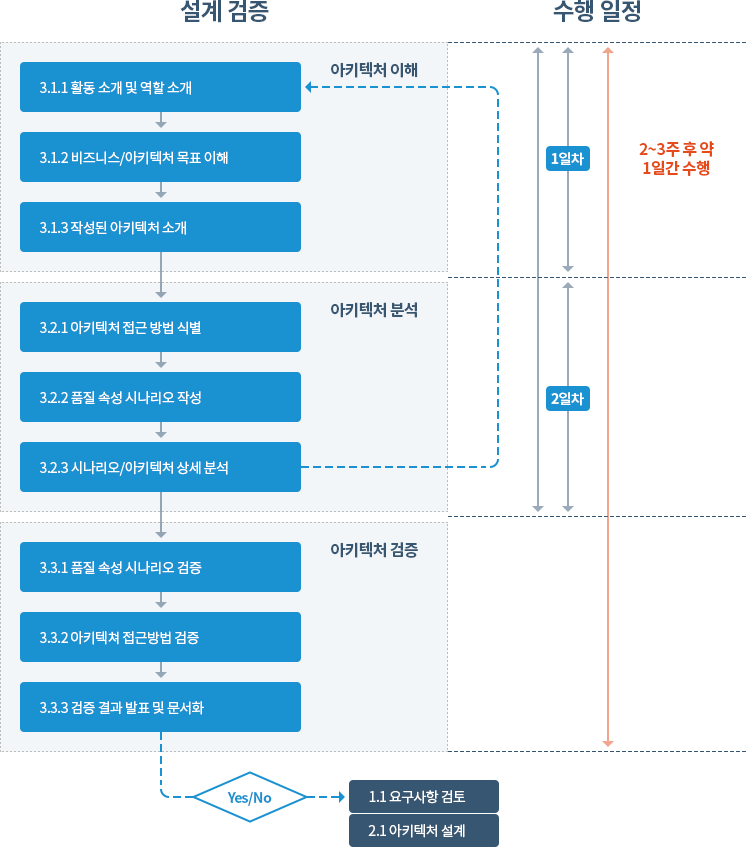 설계 검증
수행 일정
아키텍처 이해
3.1.1 활동 소개 및 역할 소개
3.1.2 비즈니스/아키텍처 목표 이해
3.1.3 작성된 아키텍처 소개
1일차
2~3주 후 약
1일간 수행
아키텍처 분석
3.2.1 아키텍처 접근 방법 식별
3.2.2 품질 속성 시나리오 작성
3.2.3 시나리오/아키텍처 상세 분석
2일차
아키텍처 검증
3.3.1 품질 속성 시나리오 검증
3.3.2 아키텍쳐 접근방법 검증
3.3.3 검증 결과 발표 및 문서화
Yes/No
1.1 요구사항 검토
2.1 아키텍처 설계